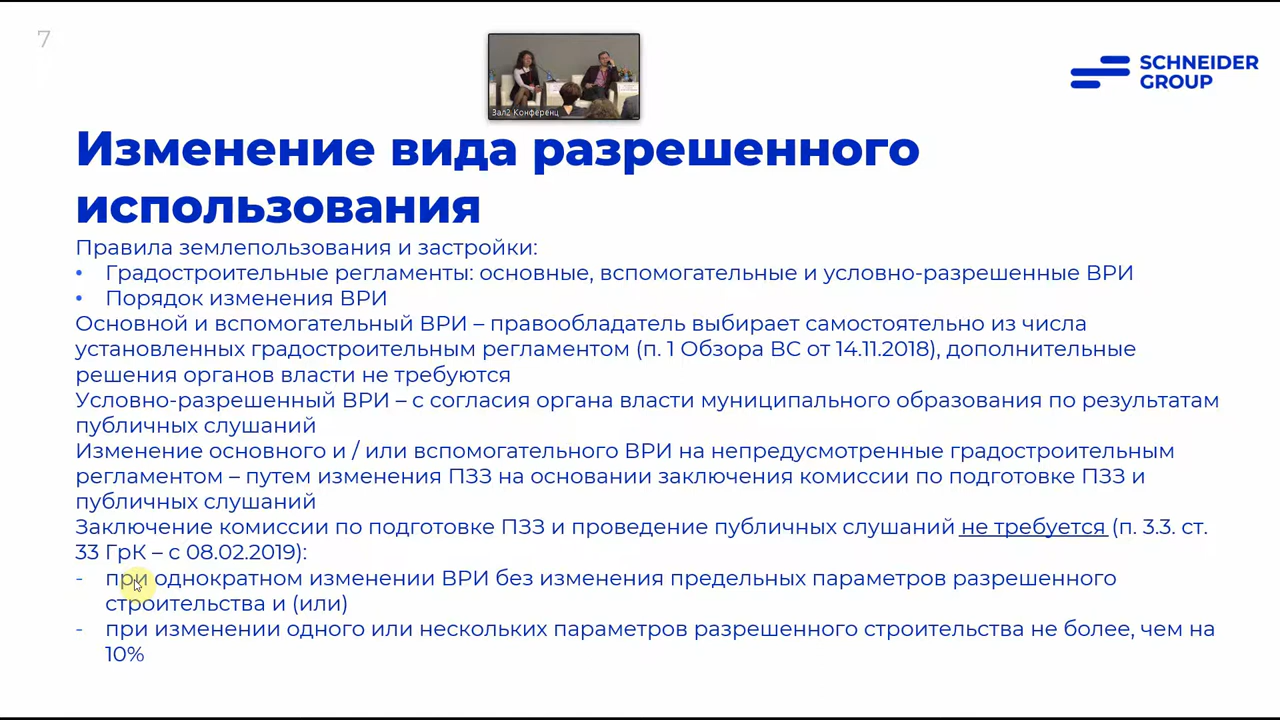 7
Зал2 Конференц
SCHNEIDER
GROUP
Изменение вида разрешенного
использования
Правила землепользования и застройки:
• Градостроительные регламенты: основные, вспомогательные и условно-разрешенные ВРИ
• Порядок изменения ВРИ
Основной и вспомогательный ВРИ – правообладатель выбирает самостоятельно из числа
установленных градостроительным регламентом (п. 1 Обзора ВС от 14.11.2018), дополнительные
решения органов власти не требуются
Условно-разрешенный ВРИ – с согласия органа власти муниципального образования по результатам
публичных слушаний
Изменение основного и / или вспомогательного ВРИ на непредусмотренные градостроительным
регламентом – путем изменения ПЗЗ на основании заключения комиссии по подготовке ПЗЗ и
публичных слушаний
Заключение комиссии по подготовке ПЗЗ и проведение публичных слушаний не требуется (п. 3.3. ст.
33 ГрК – с 08.02.2019):
- при однократном изменении ВРИ без изменения предельных параметров разрешенного
строительства и (или)
- при изменении одного или нескольких параметров разрешенного строительства не более, чем на
10%